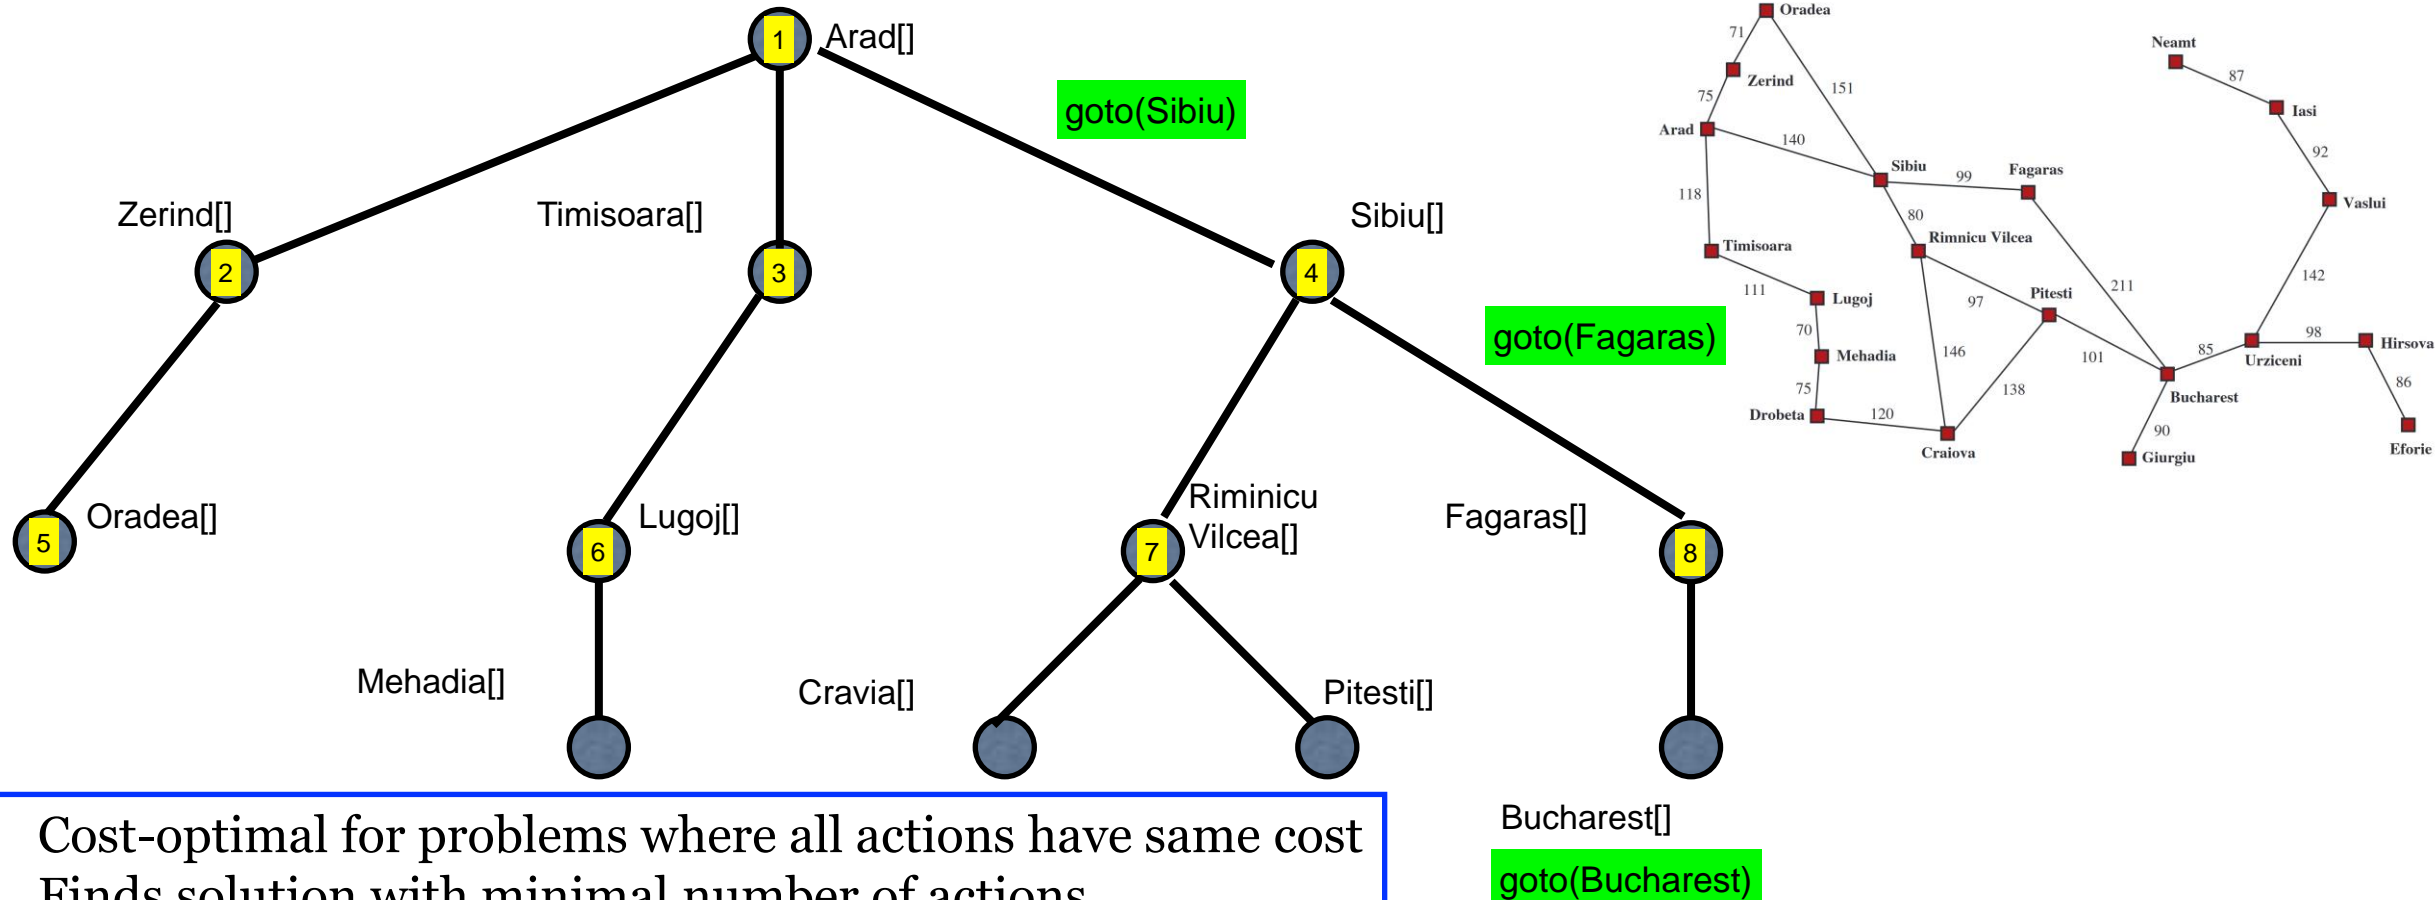 1
Arad[]
goto(Sibiu)
Zerind[]
Timisoara[]
Sibiu[]
2
3
4
goto(Fagaras)
Oradea[]
Lugoj[]
Riminicu
Vilcea[]
Fagaras[]
5
6
7
8
Mehadia[]
Cravia[]
Pitesti[]
Bucharest[]
goto(Bucharest)
Cost-optimal for problems where all actions have same cost
Finds solution with minimal number of actions
Oradea
71
Neamt
87
Zerind
151
75
Iasi
Arad
140
92
Sibiu
99
Fagaras
118
80
Vaslui
Timisoara
Rimnicu Vilcea
142
111
Lugoj
97
Pitesti
211
70
98
Hirsova
Mehadia
146
101
85
Urziceni
75
138
86
Bucharest
Drobeta
120
90
Craiova
Giurgiu
Eforie